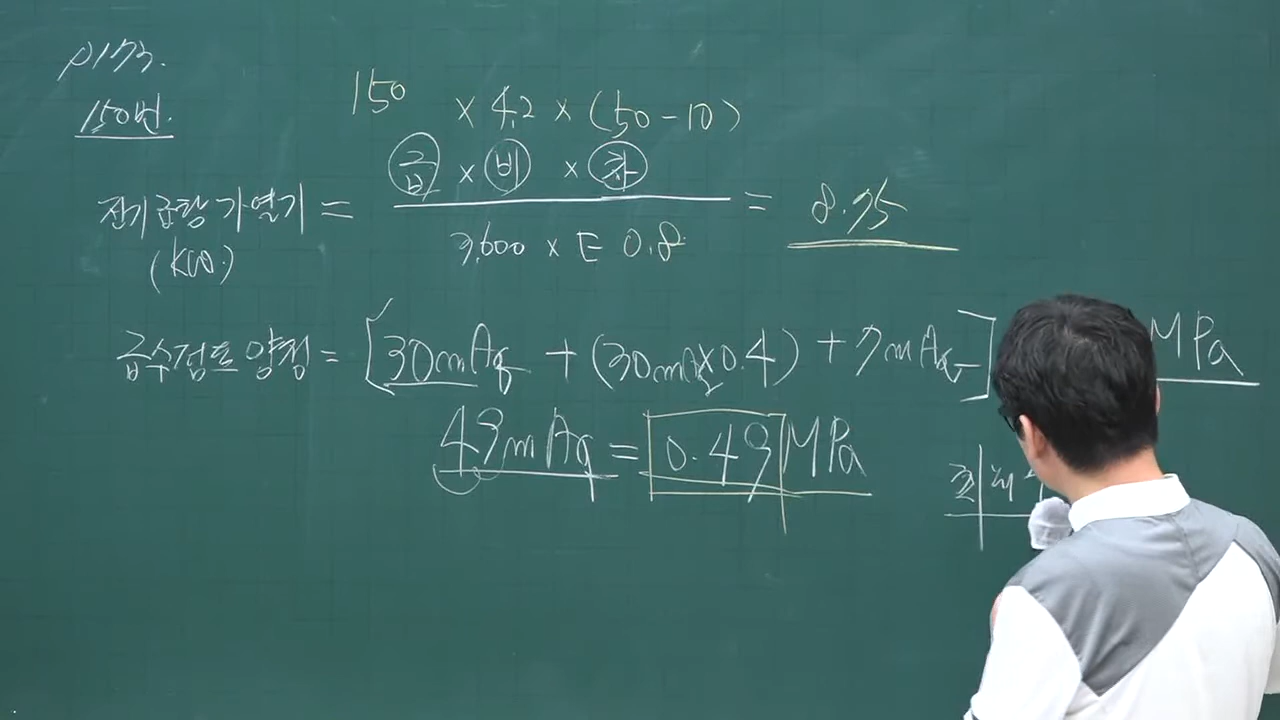 P173.
150번.
150 × 4.2 × (50-10)
전기순간가열기 = 급 × 비 × 차 = 8.75
(kW)
3,600 × E 0.8
급수펌프 양정 = [30mAq + (30mAq×0.4) + 7mAq] MPa
49mAq = 0.49 MPa